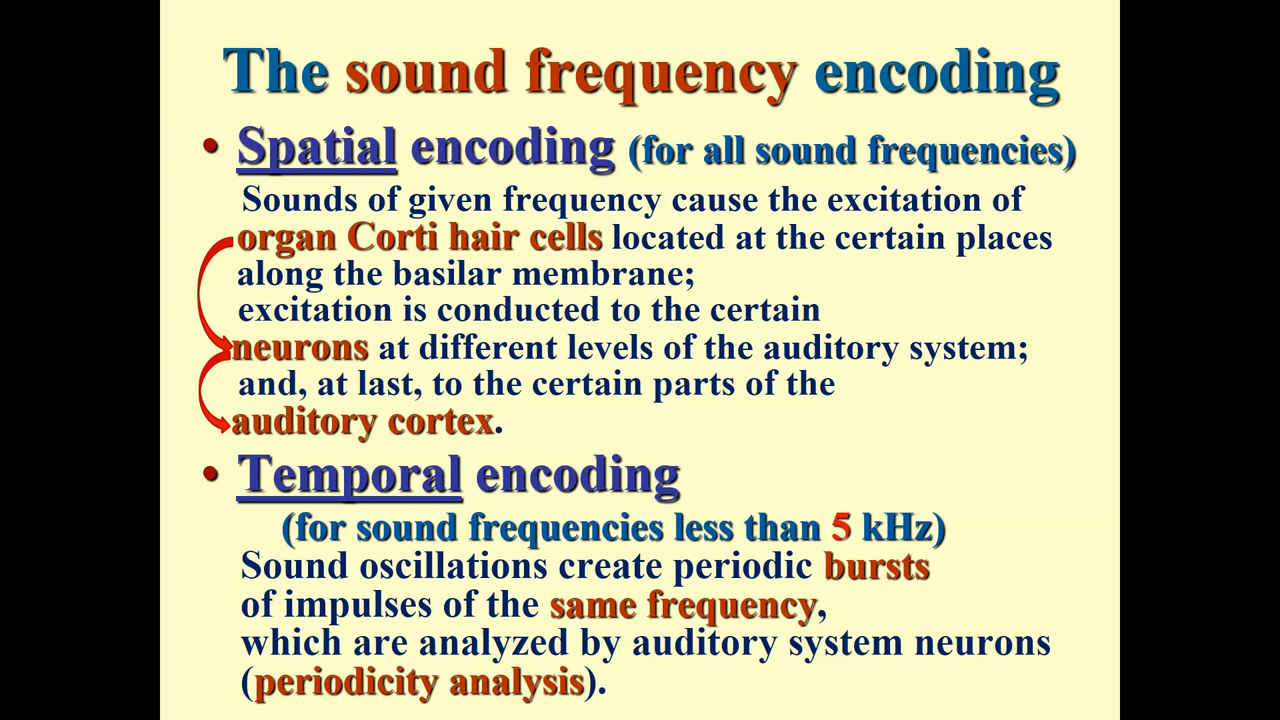 The sound frequency encoding
• Spatial encoding (for all sound frequencies)
Sounds of given frequency cause the excitation of
organ Corti hair cells located at the certain places
along the basilar membrane;
excitation is conducted to the certain
neurons at different levels of the auditory system;
and, at last, to the certain parts of the
auditory cortex.
• Temporal encoding
(for sound frequencies less than 5 kHz)
Sound oscillations create periodic bursts
of impulses of the same frequency,
which are analyzed by auditory system neurons
(periodicity analysis).